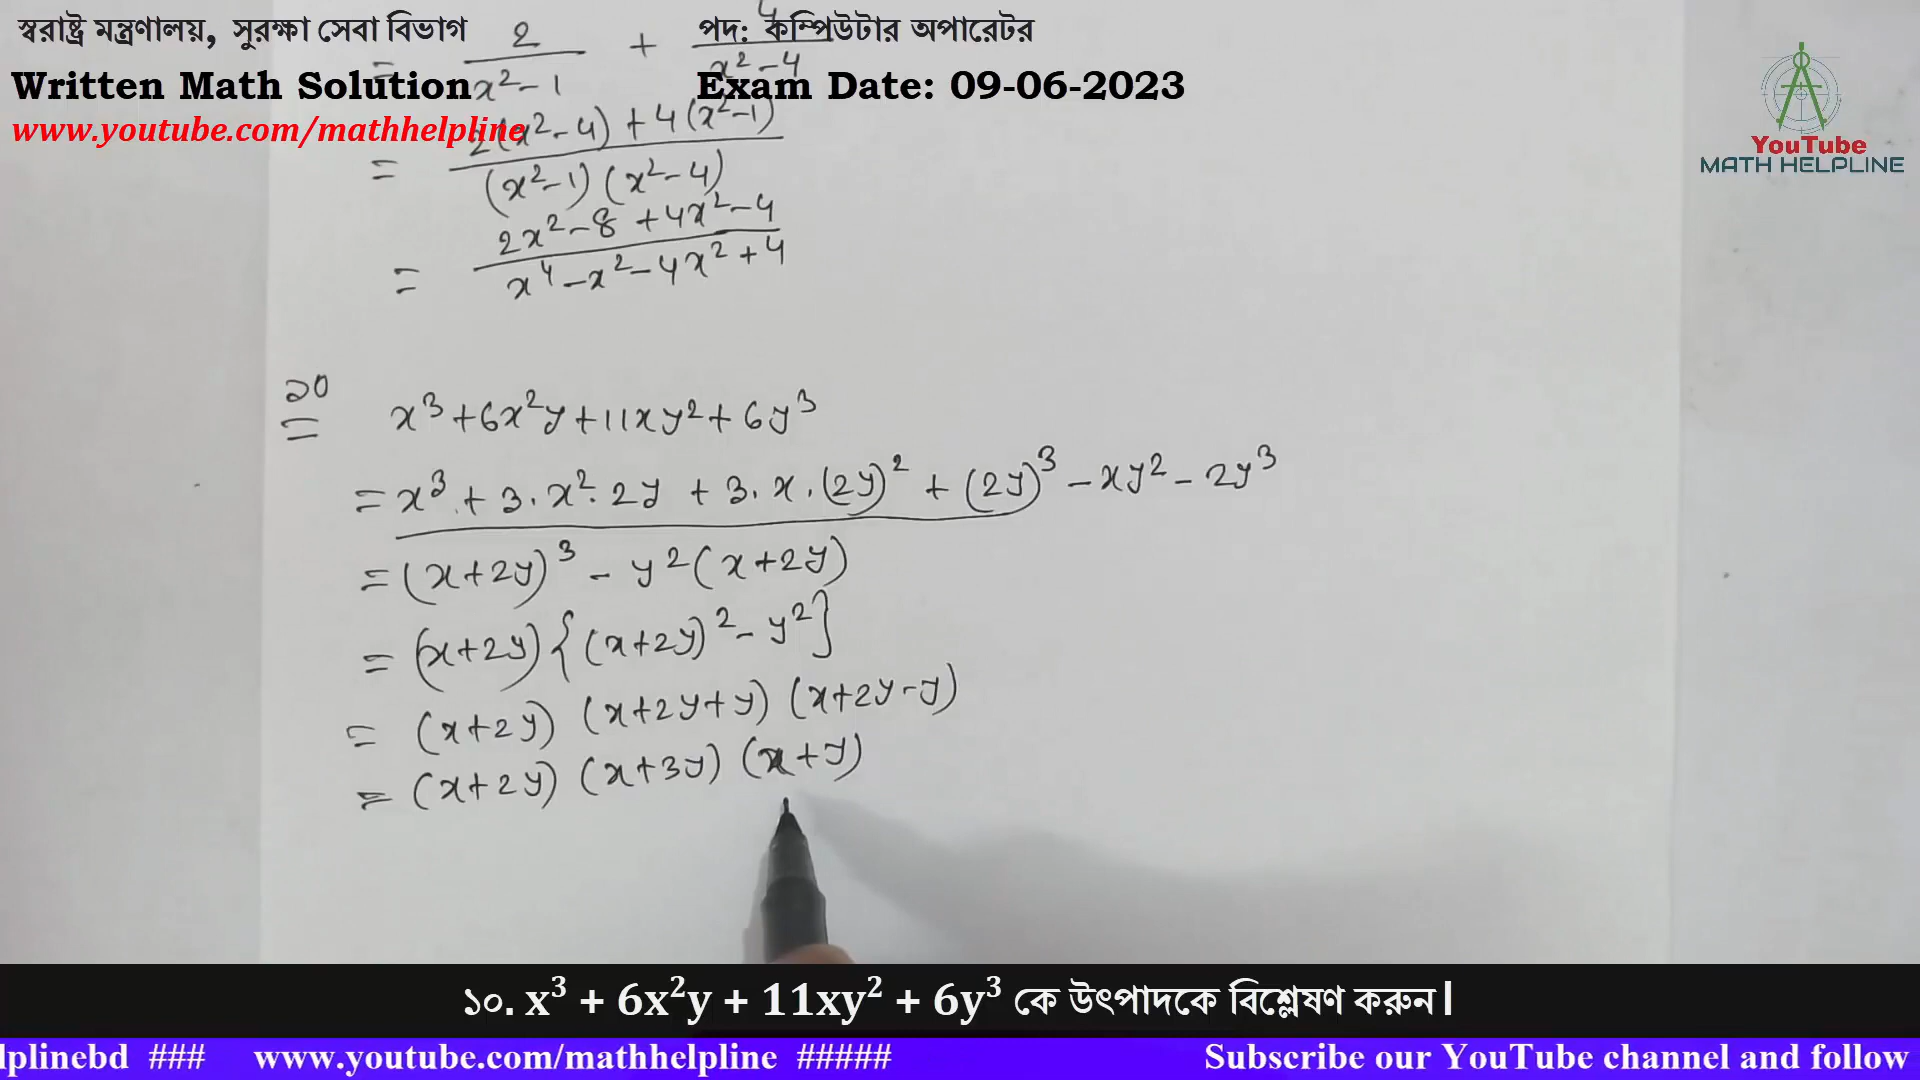 স্বরাষ্ট্র মন্ত্রণালয়, সুরক্ষা সেবা বিভাগ
পদ: কম্পিউটার অপারেটর
Written Math Solution
Exam Date: 09-06-2023
www.youtube.com/mathhelpline
YouTube
MATH HELPLINE
= 2/(x²-1) + 4/(x²-4)
= (2(x²-4)+4(x²-1))/((x²-1)(x²-4))
= (2x²-8+4x²-4)/(x⁴-x²-4x²+4)
১০
x³+6x²y+11xy²+6y³
= x³+3.x².2y+3.x.(2y)²+(2y)³-xy²-2y³
= (x+2y)³-y²(x+2y)
= (x+2y){(x+2y)²-y²}
= (x+2y)(x+2y+y)(x+2y-y)
= (x+2y)(x+3y)(x+y)
১০. x³ + 6x²y + 11xy² + 6y³ কে উৎপাদকে বিশ্লেষণ করুন।
lplinebd ### www.youtube.com/mathhelpline ##### Subscribe our YouTube channel and follow